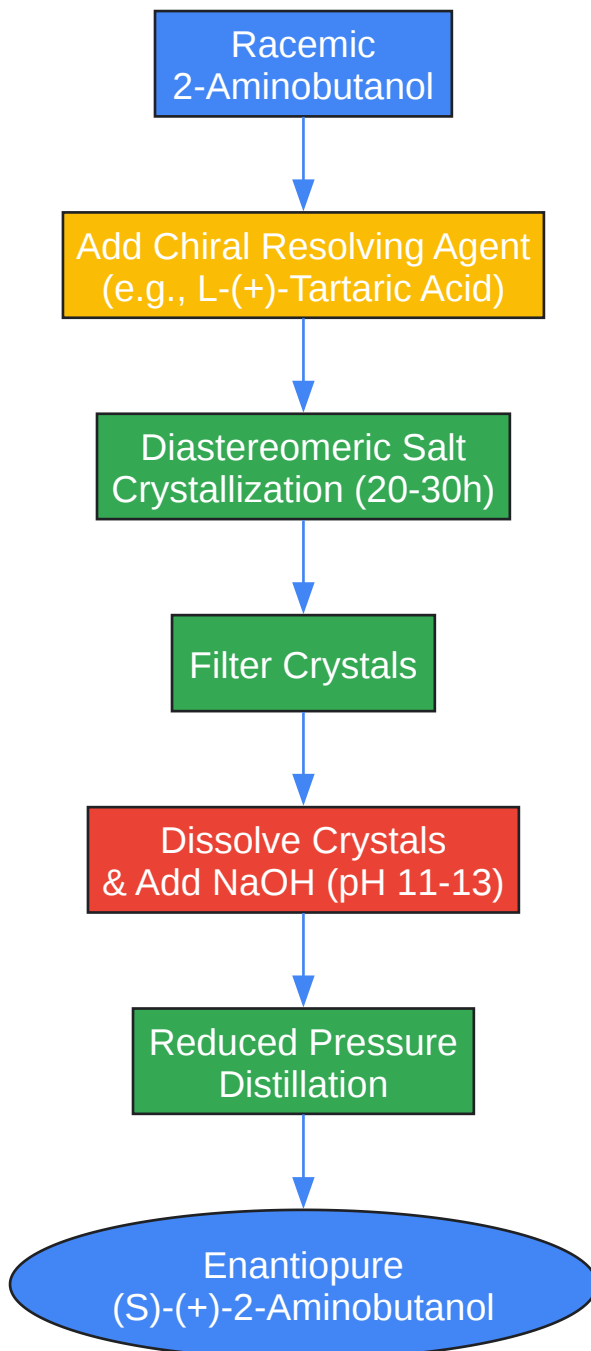 Racemic
2-Aminobutanol
Add Chiral Resolving Agent
(e.g., L-(+)-Tartaric Acid)
Diastereomeric Salt
Crystallization (20-30h)
Filter Crystals
Dissolve Crystals
& Add NaOH (pH 11-13)
Reduced Pressure
Distillation
Enantiopure
(S)-(+)-2-Aminobutanol